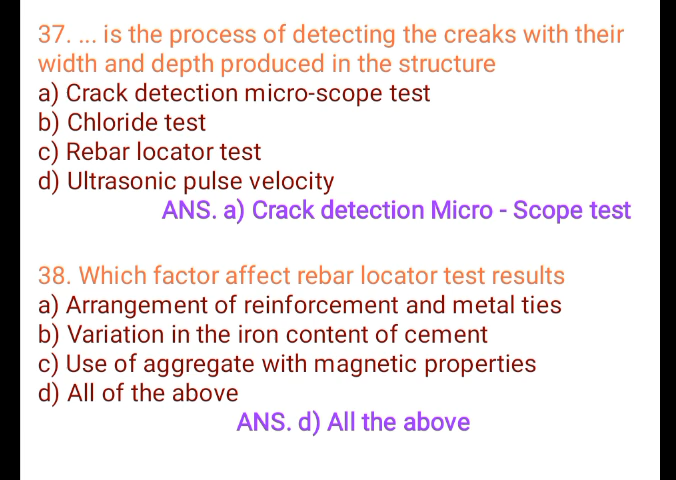 37. ... is the process of detecting the creaks with their
width and depth produced in the structure
a) Crack detection micro-scope test
b) Chloride test
c) Rebar locator test
d) Ultrasonic pulse velocity
ANS. a) Crack detection Micro - Scope test
38. Which factor affect rebar locator test results
a) Arrangement of reinforcement and metal ties
b) Variation in the iron content of cement
c) Use of aggregate with magnetic properties
d) All of the above
ANS. d) All the above